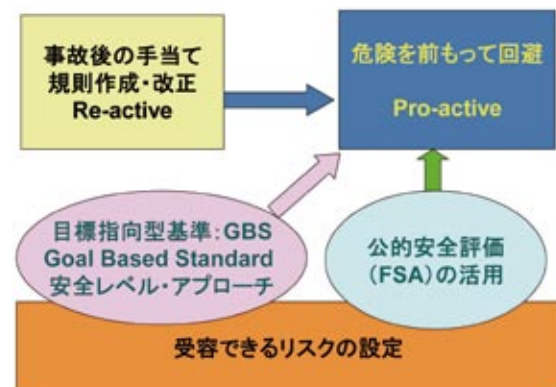 事故後の手当て
規則作成・改正
Re-active
危険を前もって回避
Pro-active
目標指向型基準:GBS
Goal Based Standard
安全レベル・アプローチ
公的安全評価
(FSA)の活用
受容できるリスクの設定